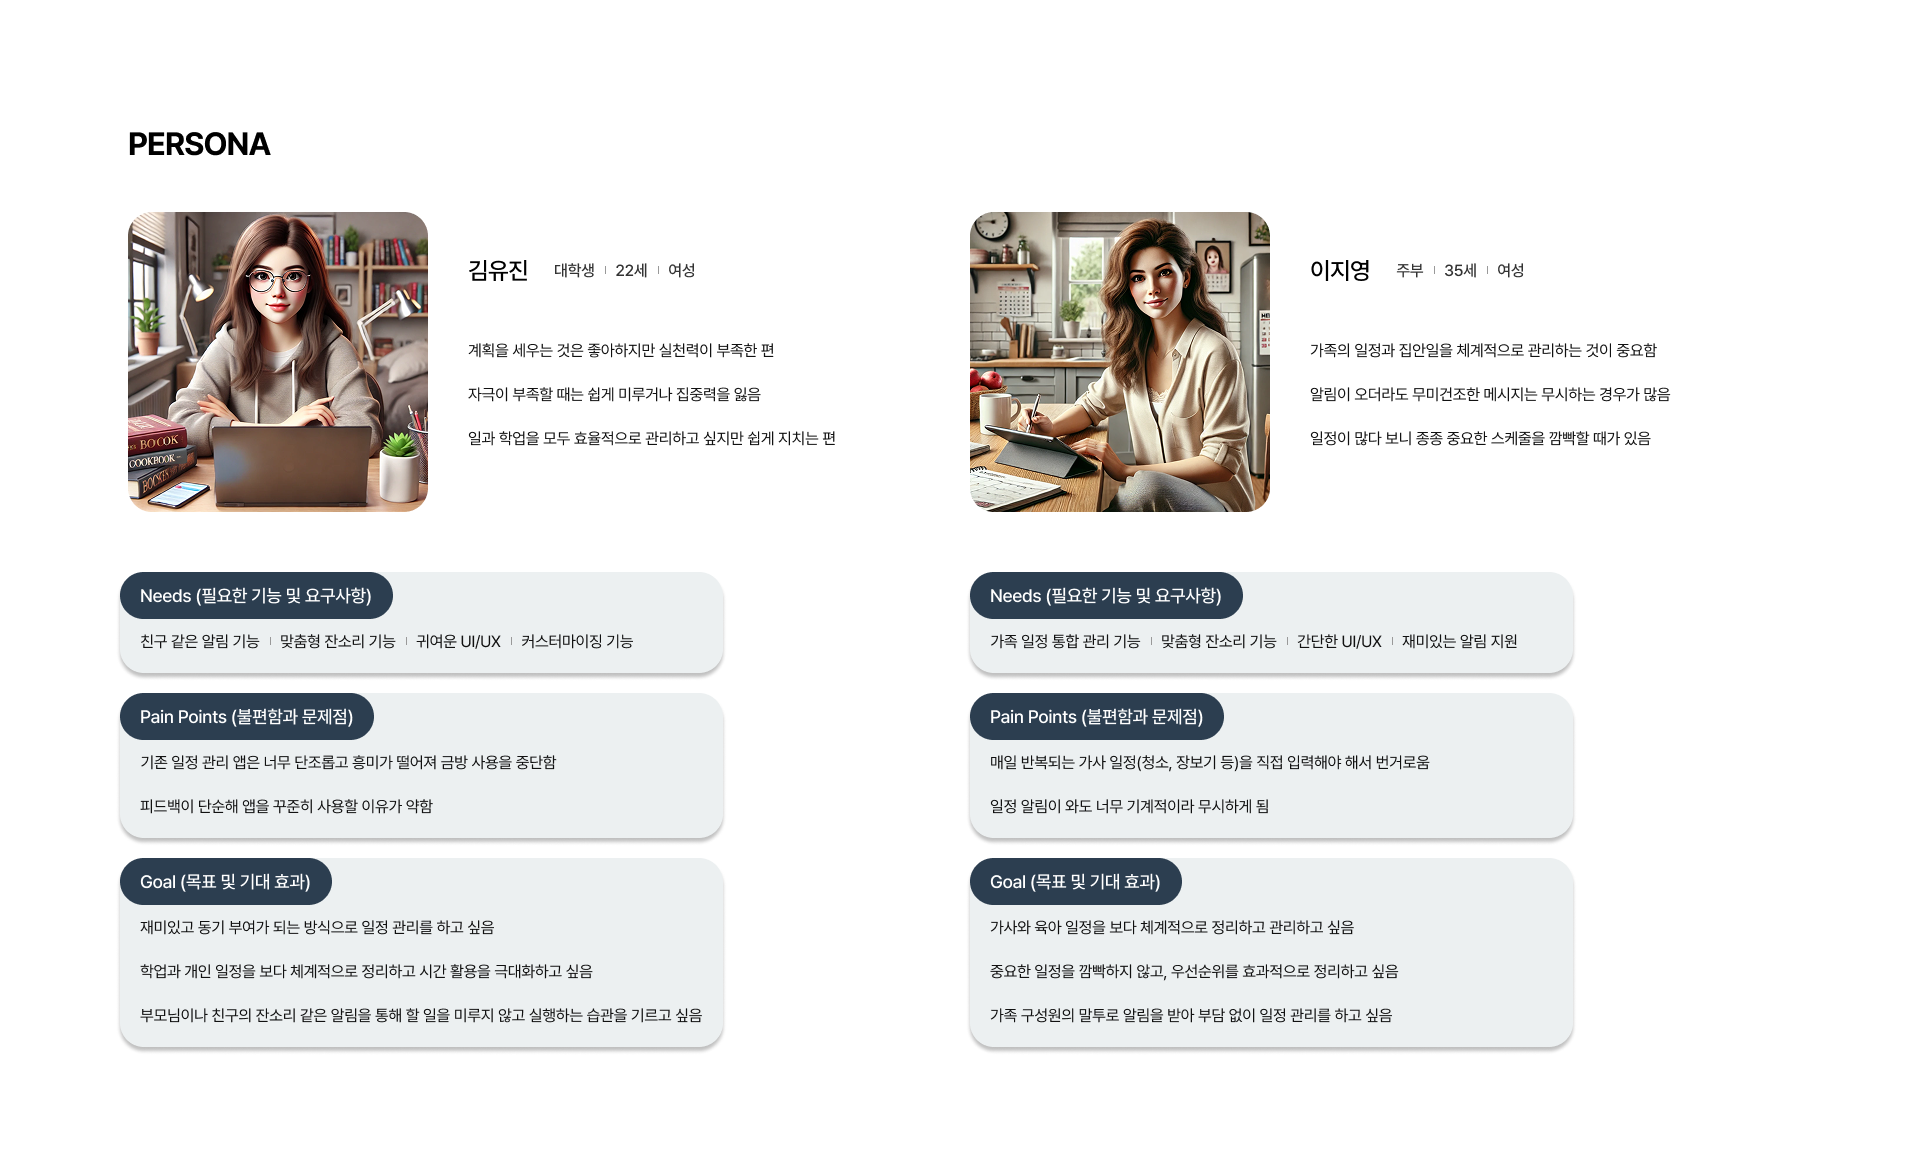 PERSONA
김유진 대학생 22세 여성
계획을 세우는 것은 좋아하지만 실천력이 부족한 편
자극이 부족할 때는 쉽게 미루거나 집중력을 잃음
일과 학업을 모두 효율적으로 관리하고 싶지만 쉽게 지치는 편
BOCOK
COOKBOOK
Needs (필요한 기능 및 요구사항)
친구 같은 알림 기능 맞춤형 잔소리 기능 귀여운 UI/UX 커스터마이징 기능
Pain Points (불편함과 문제점)
기존 일정 관리 앱은 너무 단조롭고 흥미가 떨어져 금방 사용을 중단함
피드백이 단순해 앱을 꾸준히 사용할 이유가 약함
Goal (목표 및 기대 효과)
재미있고 동기 부여가 되는 방식으로 일정 관리를 하고 싶음
학업과 개인 일정을 보다 체계적으로 정리하고 시간 활용을 극대화하고 싶음
부모님이나 친구의 잔소리 같은 알림을 통해 할 일을 미루지 않고 실행하는 습관을 기르고 싶음
이지영 주부 35세 여성
가족의 일정과 집안일을 체계적으로 관리하는 것이 중요함
알림이 오더라도 무미건조한 메시지는 무시하는 경우가 많음
일정이 많다 보니 종종 중요한 스케줄을 깜빡할 때가 있음
Needs (필요한 기능 및 요구사항)
가족 일정 통합 관리 기능 맞춤형 잔소리 기능 간단한 UI/UX 재미있는 알림 지원
Pain Points (불편함과 문제점)
매일 반복되는 가사 일정(청소, 장보기 등)을 직접 입력해야 해서 번거로움
일정 알림이 와도 너무 기계적이라 무시하게 됨
Goal (목표 및 기대 효과)
가사와 육아 일정을 보다 체계적으로 정리하고 관리하고 싶음
중요한 일정을 깜빡하지 않고, 우선순위를 효과적으로 정리하고 싶음
가족 구성원의 말투로 알림을 받아 부담 없이 일정 관리를 하고 싶음